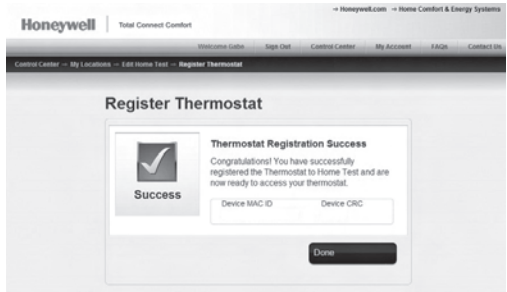 → Honeywell.com → Home Comfort & Energy Systems
Honeywell Total Connect Comfort
Welcome Gabe Sign Out Control Center My Account FAQs Contact Us
Control Center → My Locations → Edit Home Test → Register Thermostat
Register Thermostat
Thermostat Registration Success
Congratulations! You have successfully
registered the Thermostat to Home Test and are
now ready to access your thermostat.
Success
Device MAC ID Device CRC
Done